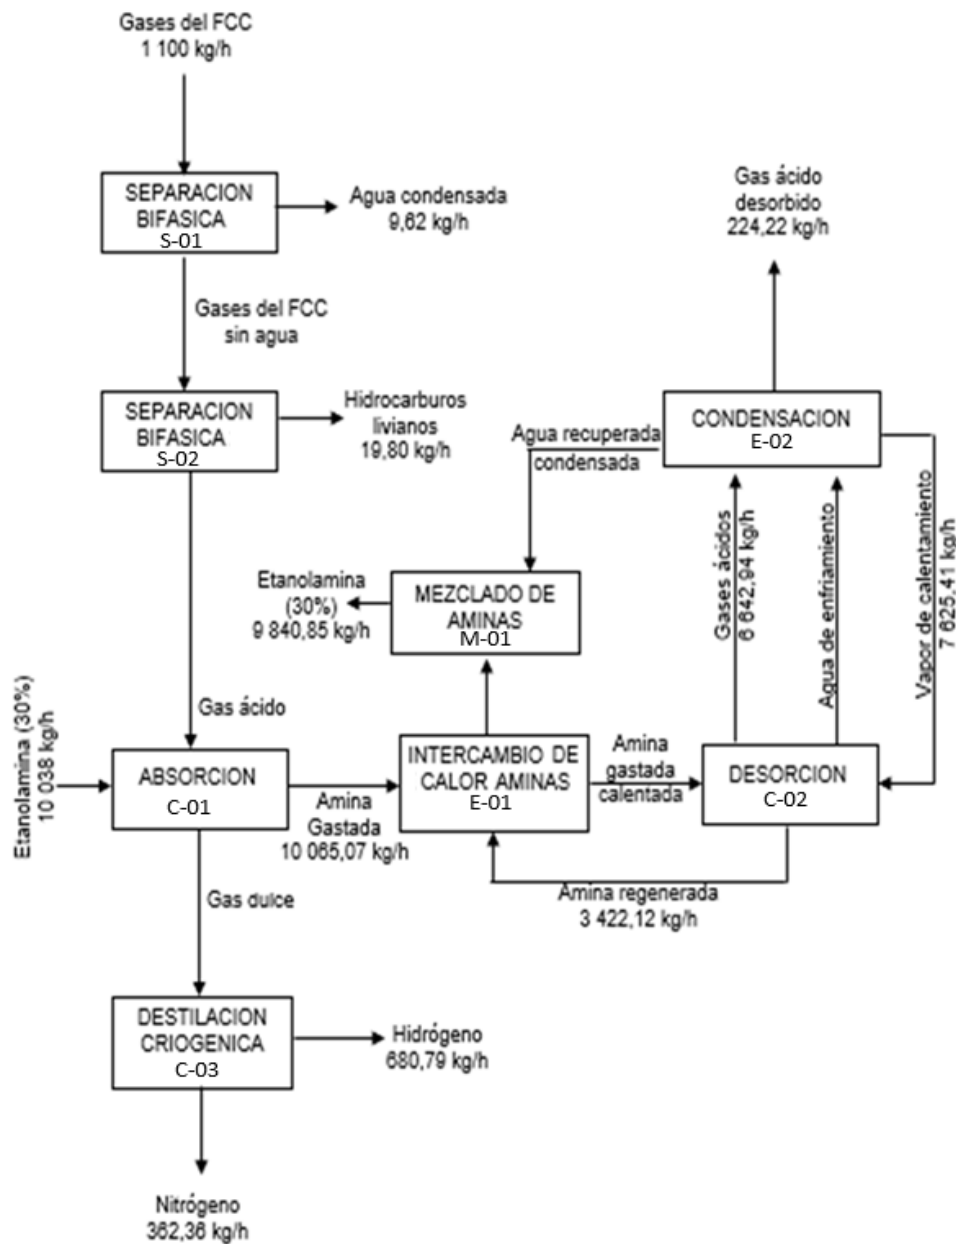 Gases del FCC
1 100 kg/h
SEPARACION
BIFASICA
S-01
Agua condensada
9,62 kg/h
Gas ácido
desorbido
224,22 kg/h
Gases del FCC
sin agua
SEPARACION
BIFASICA
S-02
Hidrocarburos
livianos
19,80 kg/h
Agua recuperada
condensada
CONDENSACION
E-02
Gases ácidos
6 642,94 kg/h
Agua de enfriamiento
Vapor de calentamiento
7 625,41 kg/h
Etanolamina
(30%)
9 840,85 kg/h
MEZCLADO DE
AMINAS
M-01
Gas ácido
Etanolamina (30%)
10 038 kg/h
ABSORCION
C-01
Amina
Gastada
10 065,07 kg/h
INTERCAMBIO DE
CALOR AMINAS
E-01
Amina
gastada
calentada
DESORCION
C-02
Amina regenerada
3 422,12 kg/h
Gas dulce
DESTILACION
CRIOGENICA
C-03
Hidrógeno
680,79 kg/h
Nitrógeno
362,36 kg/h